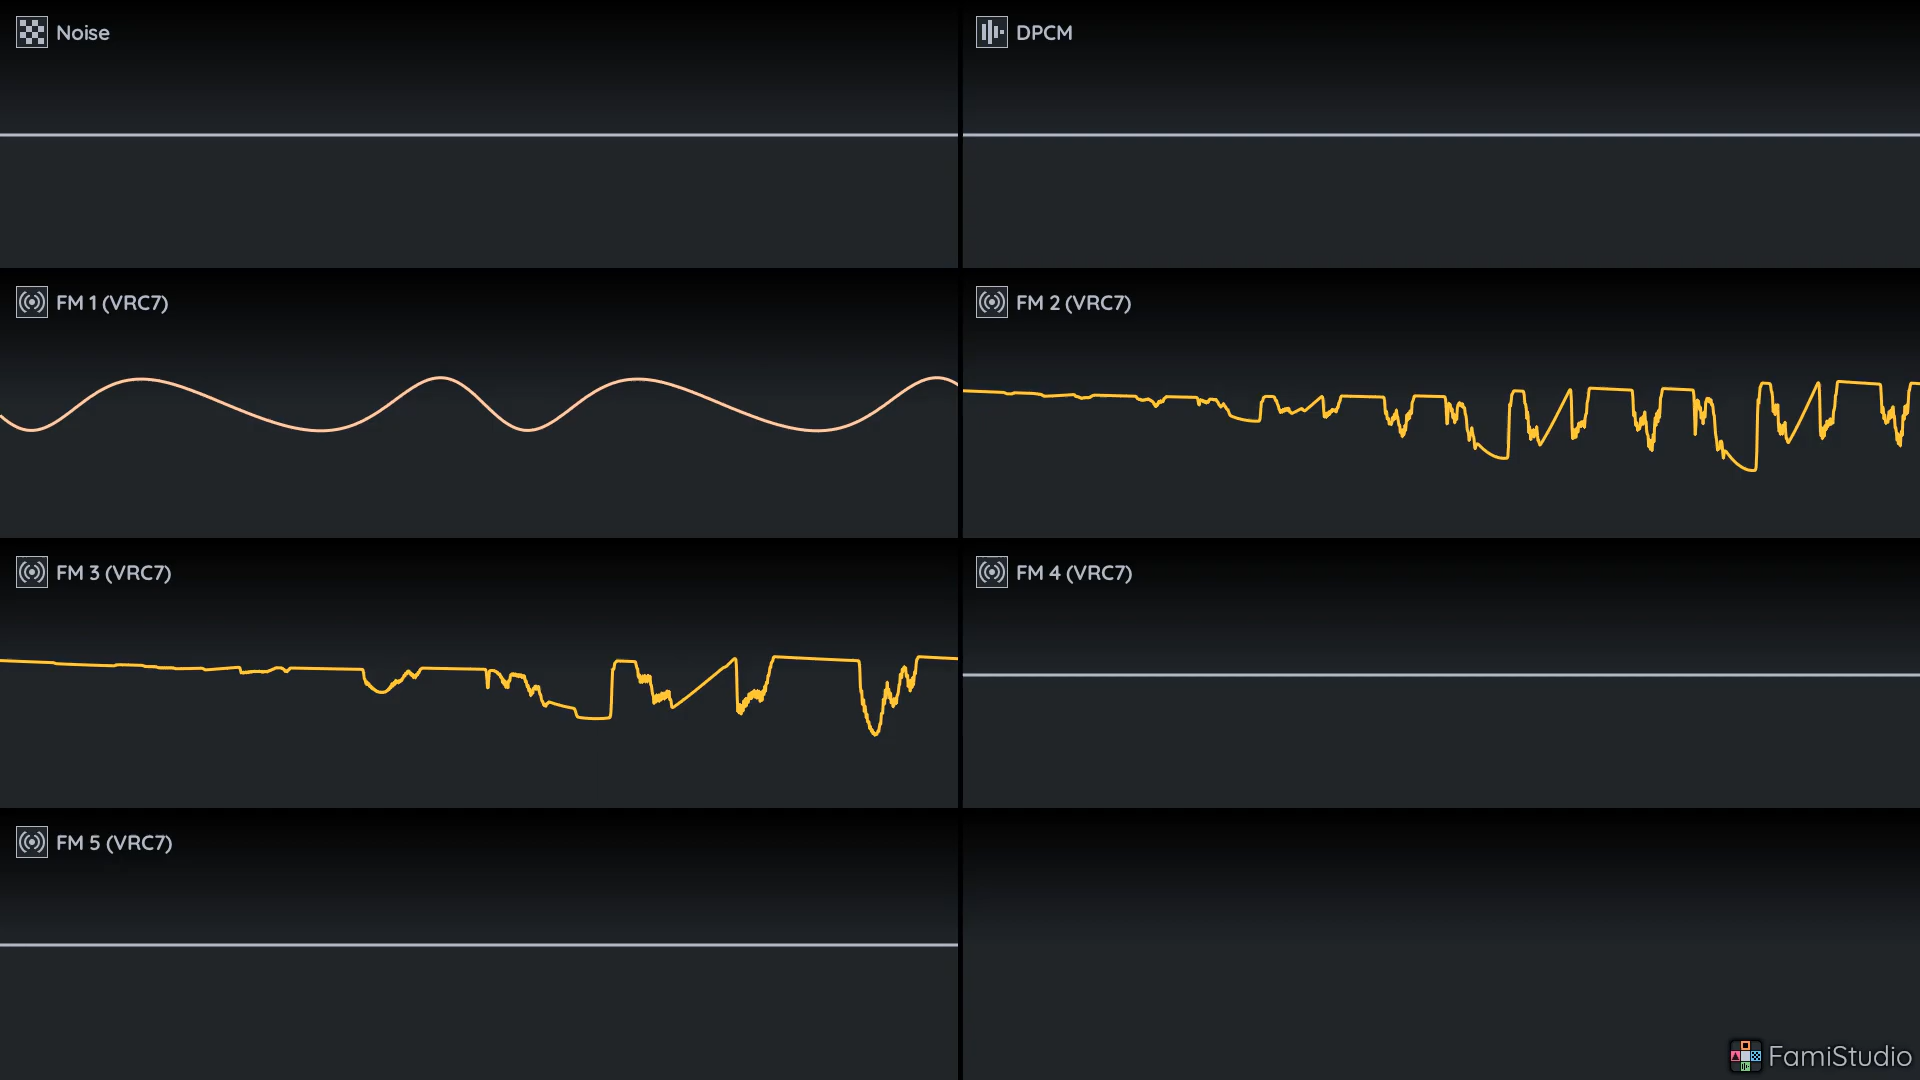 Noise
DPCM
FM 1 (VRC7)
FM 2 (VRC7)
FM 3 (VRC7)
FM 4 (VRC7)
FM 5 (VRC7)
FamiStudio